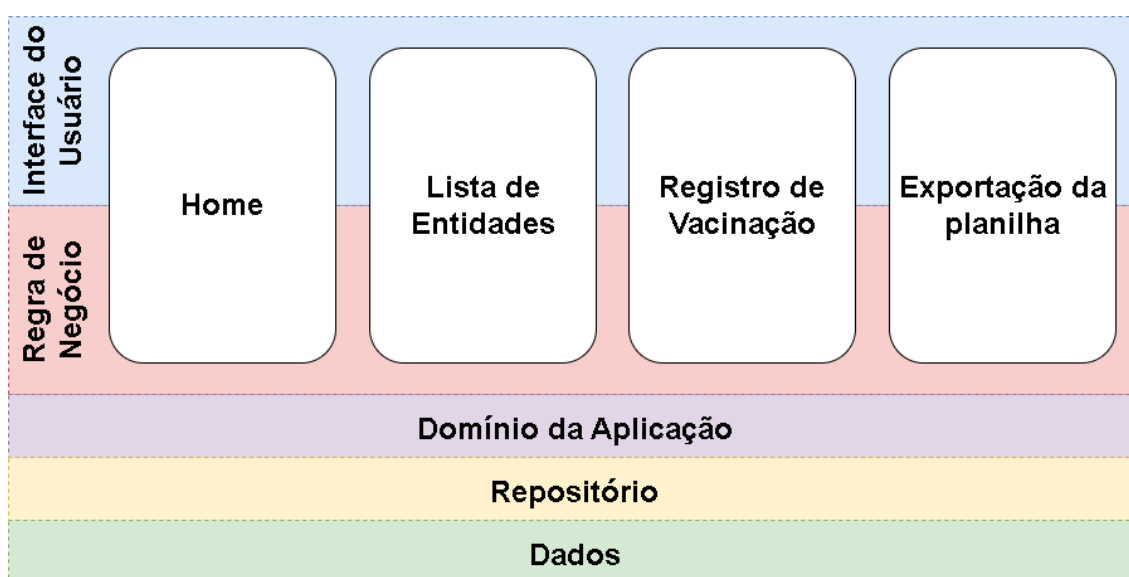 Interface do
Usuário
Home
Lista de
Entidades
Registro de
Vacinação
Exportação da
planilha
Regra de
Negócio
Domínio da Aplicação
Repositório
Dados